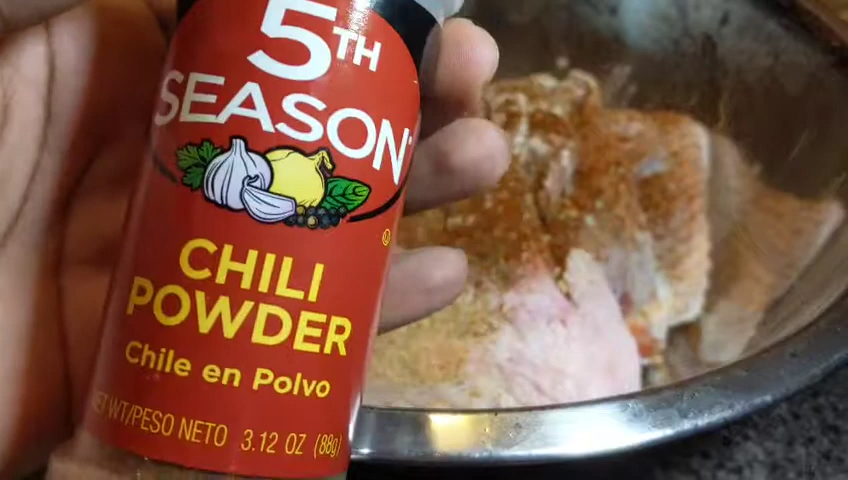 5TH
SEASON®
Ⓤ
CHILI
POWDER
Chile en Polvo
NET WT/PESO NETO 3.12 OZ (88g)